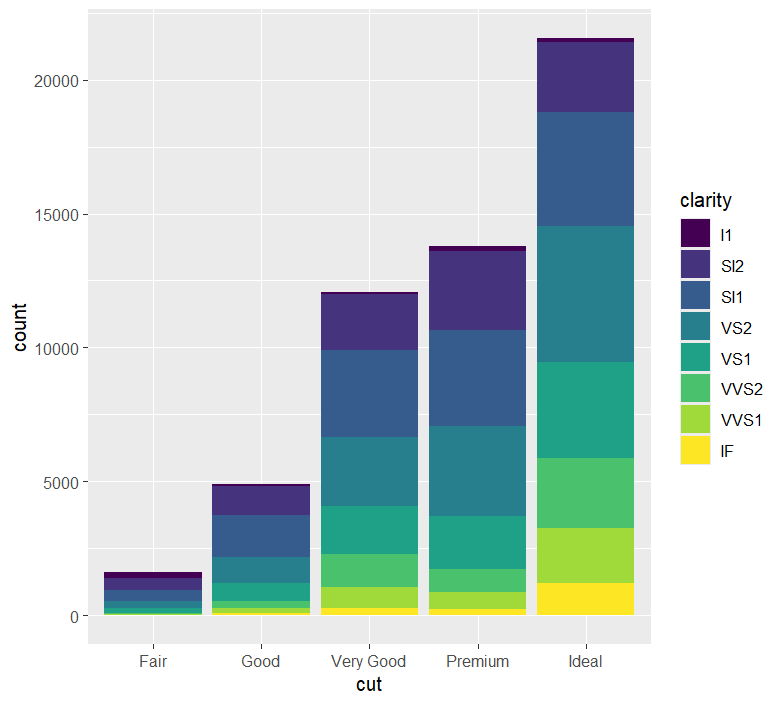 20000
15000
10000
5000
0
count
Fair Good Very Good Premium Ideal
cut
clarity
I1
SI2
SI1
VS2
VS1
VVS2
VVS1
IF